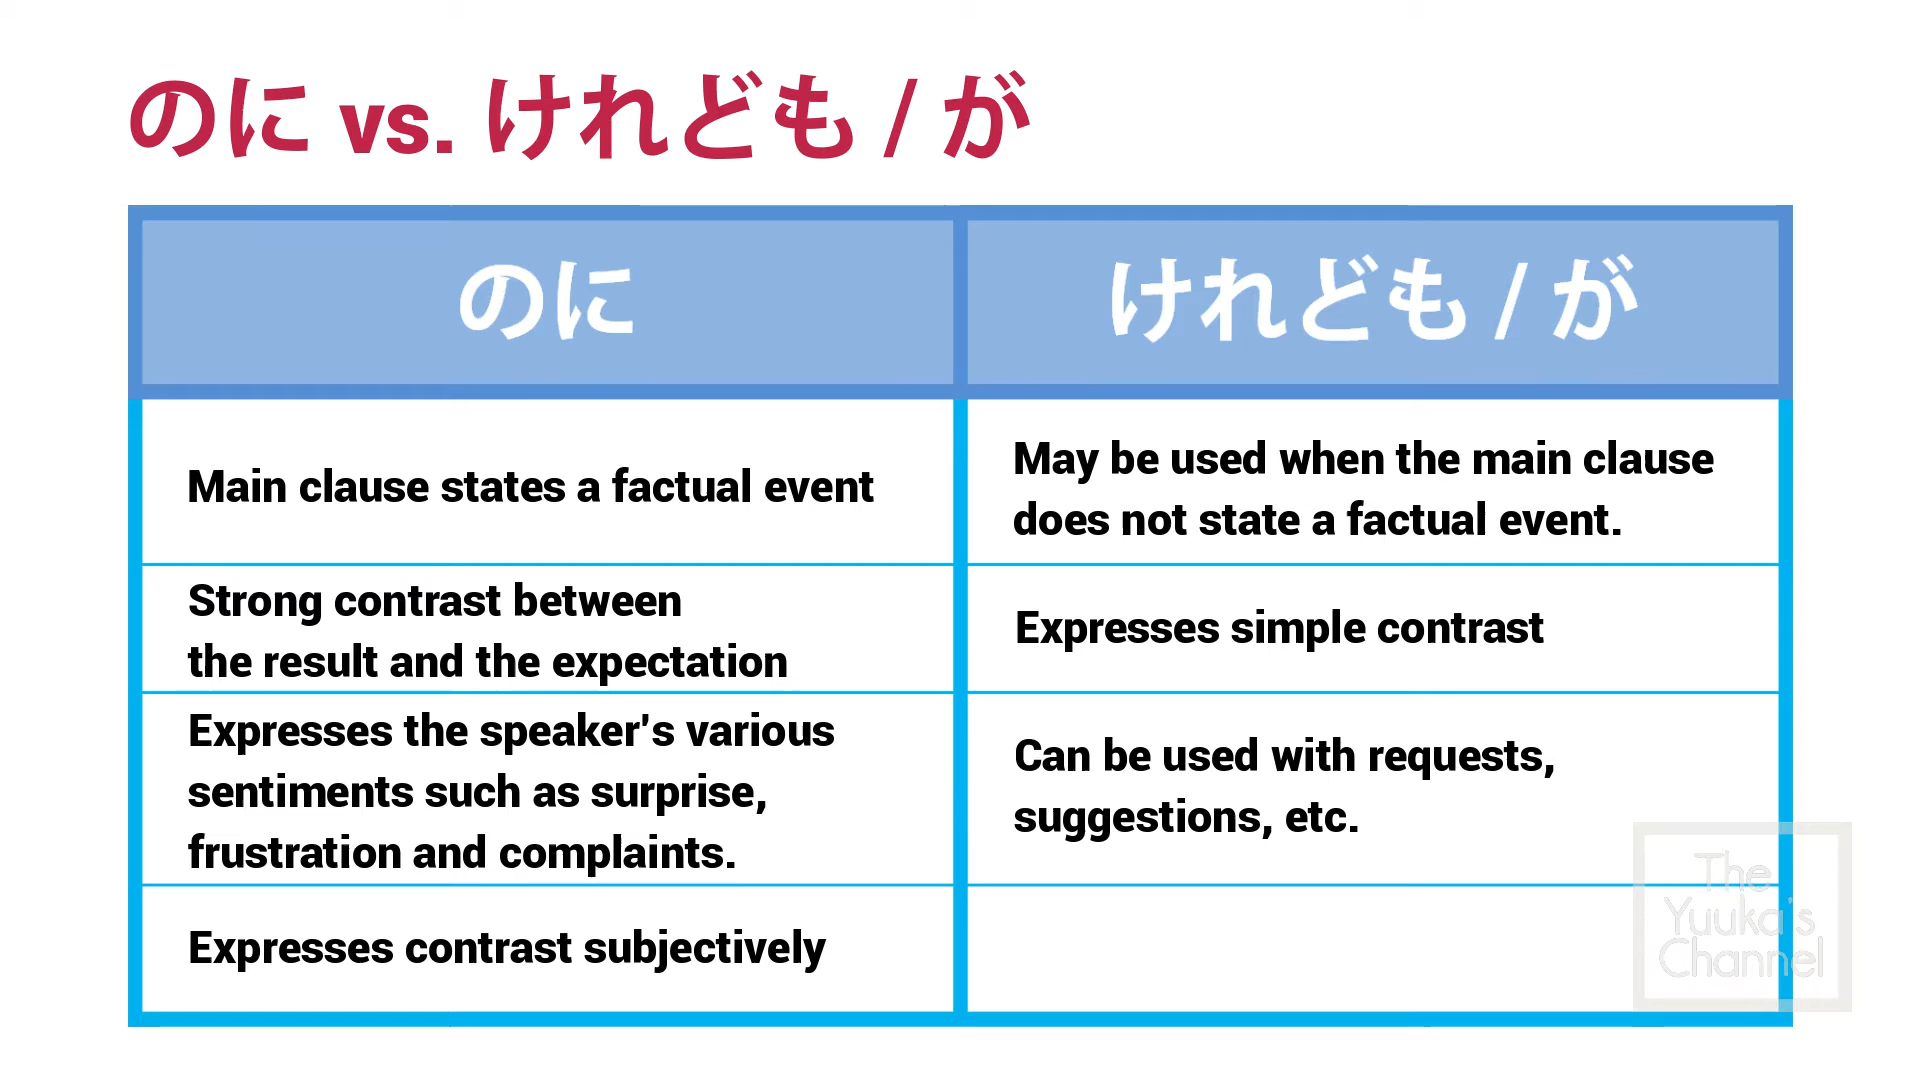 のに vs. けれども / が
のに
けれども / が
Main clause states a factual event
May be used when the main clause
does not state a factual event.
Strong contrast between
the result and the expectation
Expresses simple contrast
Expresses the speaker's various
sentiments such as surprise,
frustration and complaints.
Can be used with requests,
suggestions, etc.
Expresses contrast subjectively
The
Yuuka's
Channel